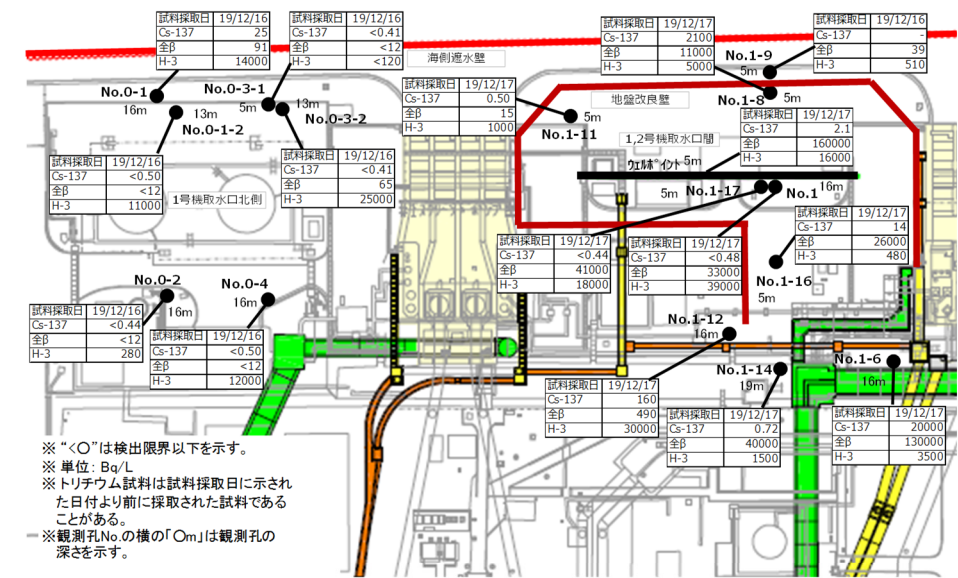 試料採取日 19/12/16
Cs-137 25
全β 91
H-3 14000
試料採取日 19/12/16
Cs-137 <0.41
全β <12
H-3 <120
海側遮水壁
試料採取日 19/12/17
Cs-137 2100
全β 11000
H-3 5000
試料採取日 19/12/16
Cs-137 -
全β 39
H-3 510
No.0-1
16m
No.0-3-1
5m
13m
No.0-1-2
13m
No.0-3-2
試料採取日 19/12/17
Cs-137 0.50
全β 15
H-3 1000
5m
No.1-11
地盤改良壁
No.1-9
5m
No.1-8
5m
1,2号機取水口間
試料採取日 19/12/16
Cs-137 2.1
全β 160000
H-3 16000
試料採取日 19/12/16
Cs-137 <0.50
全β <12
H-3 11000
1号機取水口北側
試料採取日 19/12/16
Cs-137 <0.41
全β 65
H-3 25000
ウェルポイント 5m
5m
No.1-17
No.1
16m
試料採取日 19/12/17
Cs-137 14
全β 26000
H-3 480
試料採取日 19/12/17
Cs-137 <0.44
全β 41000
H-3 18000
試料採取日 19/12/17
Cs-137 <0.48
全β 33000
H-3 39000
No.1-16
5m
No.0-2
16m
No.0-4
16m
試料採取日 19/12/16
Cs-137 <0.44
全β <12
H-3 280
試料採取日 19/12/16
Cs-137 <0.50
全β <12
H-3 12000
No.1-12
16m
No.1-14
19m
No.1-6
16m
試料採取日 19/12/17
Cs-137 160
全β 490
H-3 30000
試料採取日 19/12/17
Cs-137 0.72
全β 40000
H-3 1500
試料採取日 19/12/17
Cs-137 20000
全β 130000
H-3 3500
※ “<〇”は検出限界以下を示す。
※ 単位: Bq/L
※トリチウム試料は試料採取日に示され
た日付より前に採取された試料である
ことがある。
※観測孔No.の横の「〇m」は観測孔の
深さを示す。